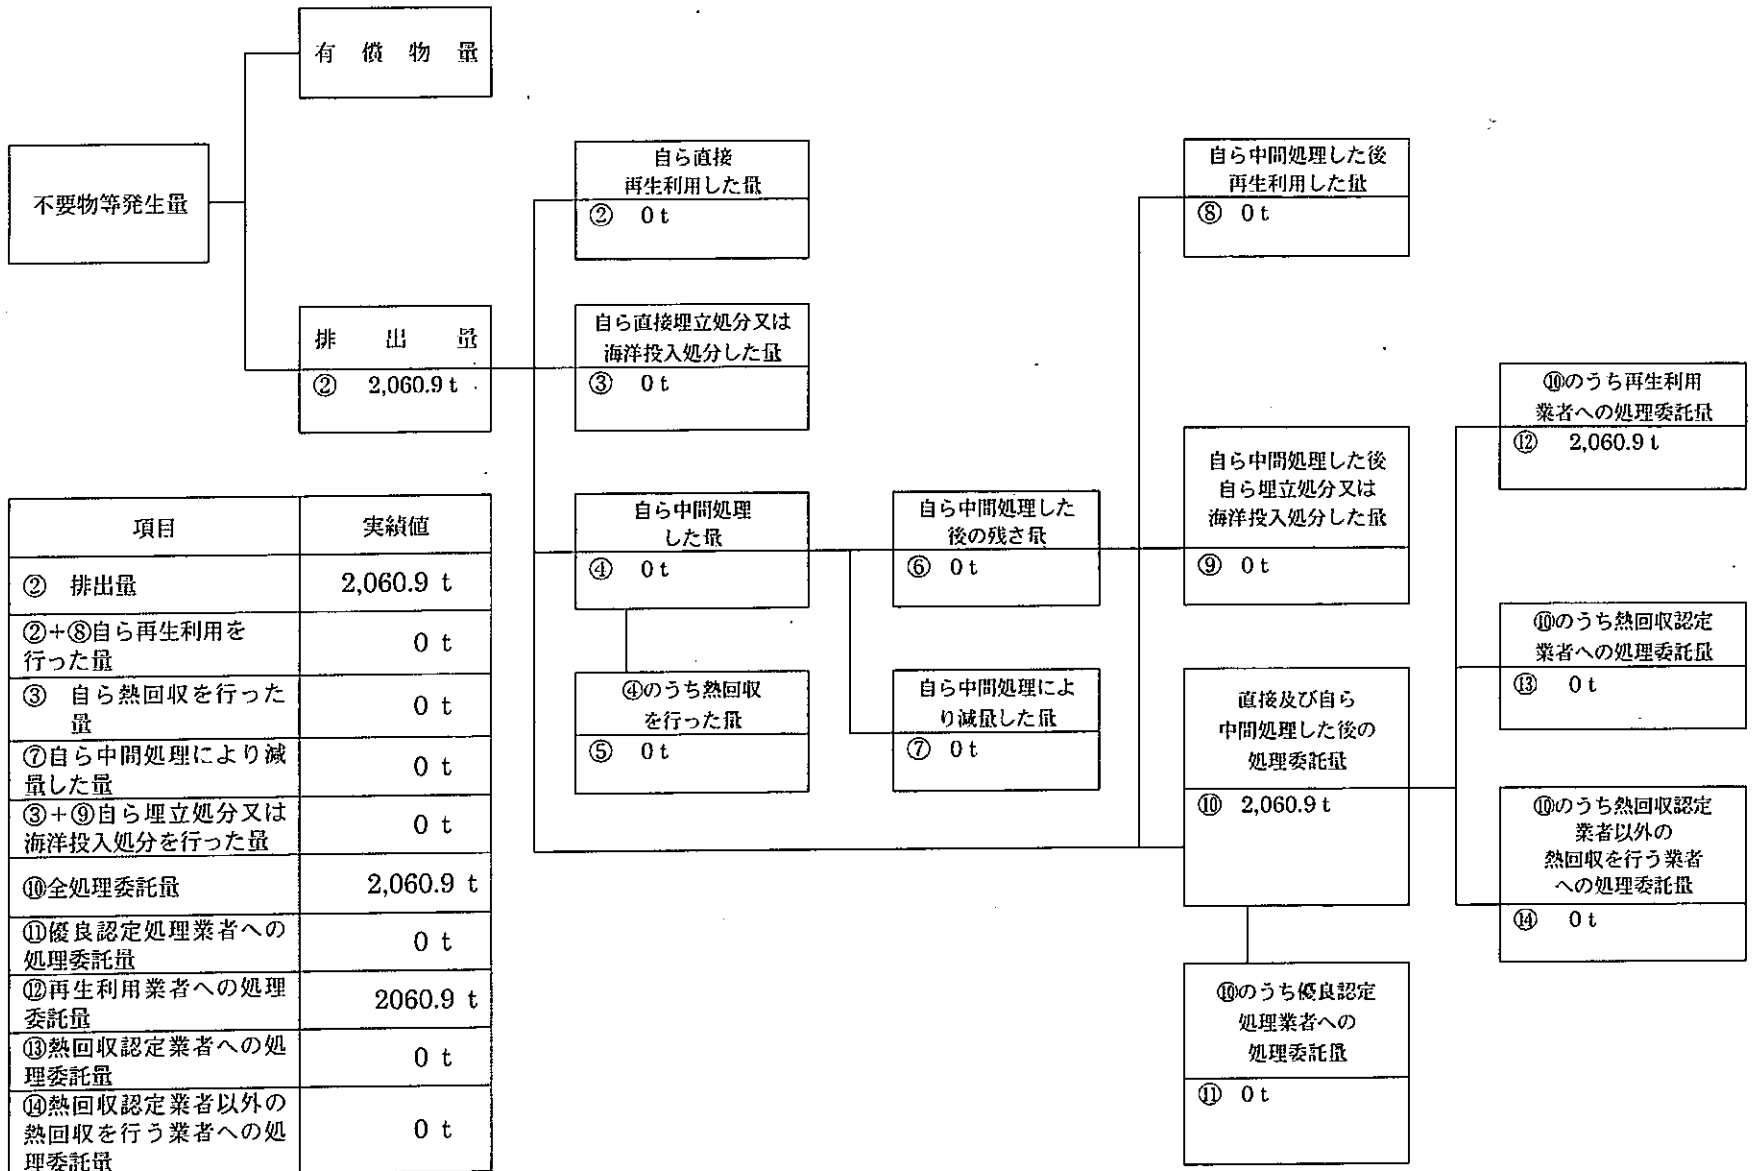 有償物量
不要物等発生量
排出量
② 2,060.9 t
自ら直接
再生利用した量
② 0 t
自ら直接埋立処分又は
海洋投入処分した量
③ 0 t
自ら中間処理
した量
④ 0 t
④のうち熱回収
を行った量
⑤ 0 t
自ら中間処理した
後の残さ量
⑥ 0 t
自ら中間処理によ
り減量した量
⑦ 0 t
自ら中間処理した後
再生利用した量
⑧ 0 t
自ら中間処理した後
自ら埋立処分又は
海洋投入処分した量
⑨ 0 t
直接及び自ら
中間処理した後の
処理委託量
⑩ 2,060.9 t
⑩のうち優良認定
処理業者への
処理委託量
⑪ 0 t
⑩のうち再生利用
業者への処理委託量
⑫ 2,060.9 t
⑩のうち熱回収認定
業者への処理委託量
⑬ 0 t
⑩のうち熱回収認定
業者以外の
熱回収を行う業者
への処理委託量
⑭ 0 t
項目 実績値
② 排出量 2,060.9 t
②+⑧自ら再生利用を
行った量 0 t
③ 自ら熱回収を行った
量 0 t
⑦自ら中間処理により減
量した量 0 t
③+⑨自ら埋立処分又は
海洋投入処分を行った量 0 t
⑩全処理委託量 2,060.9 t
⑪優良認定処理業者への
処理委託量 0 t
⑫再生利用業者への処理
委託量 2060.9 t
⑬熱回収認定業者への処
理委託量 0 t
⑭熱回収認定業者以外の
熱回収を行う業者への処
理委託量 0 t